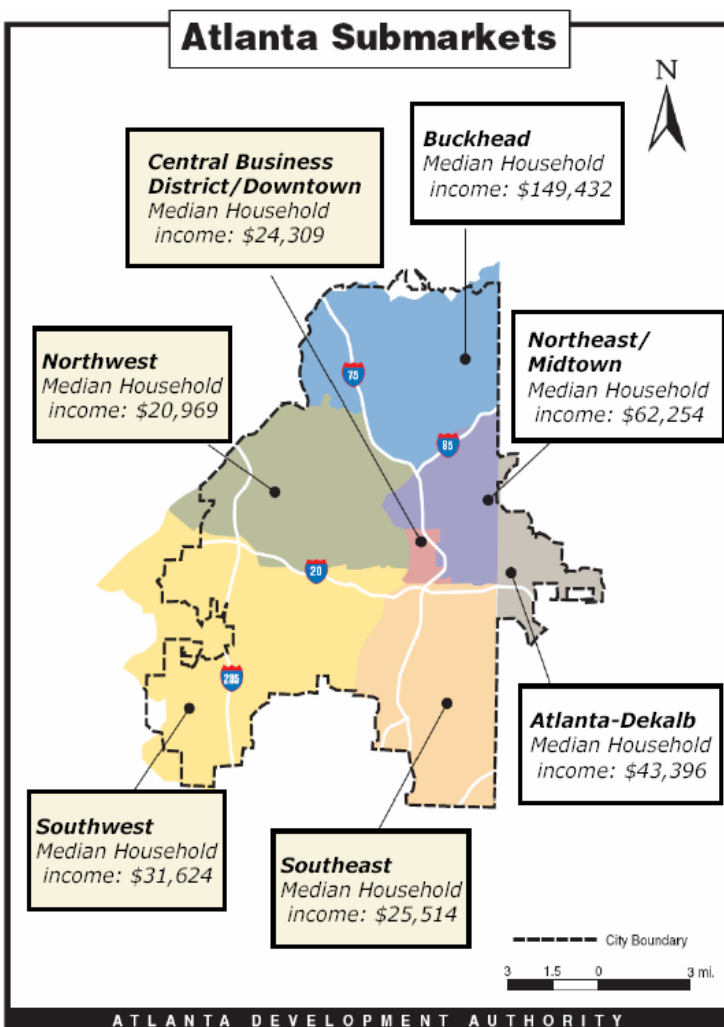 Atlanta Submarkets
N
Central Business
District/Downtown
Median Household
income: $24,309
Buckhead
Median Household
income: $149,432
Northwest
Median Household
income: $20,969
Northeast/
Midtown
Median Household
income: $62,254
75
85
20
285
Atlanta-Dekalb
Median Household
income: $43,396
Southwest
Median Household
income: $31,624
Southeast
Median Household
income: $25,514
City Boundary
3 1.5 0 3 mi.
ATLANTA DEVELOPMENT AUTHORITY